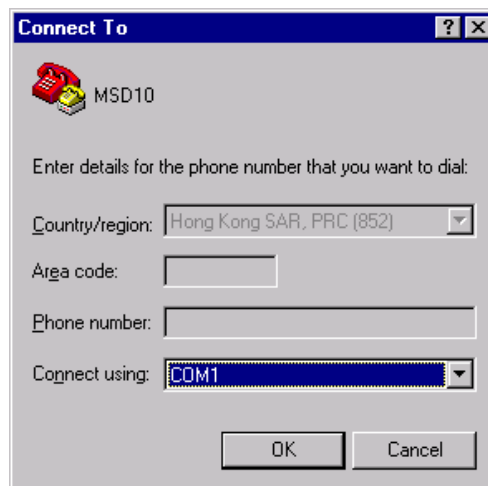 Connect To
MSD10
Enter details for the phone number that you want to dial:
Country/region: Hong Kong SAR, PRC (852)
Area code:
Phone number:
Connect using: COM1
OK Cancel